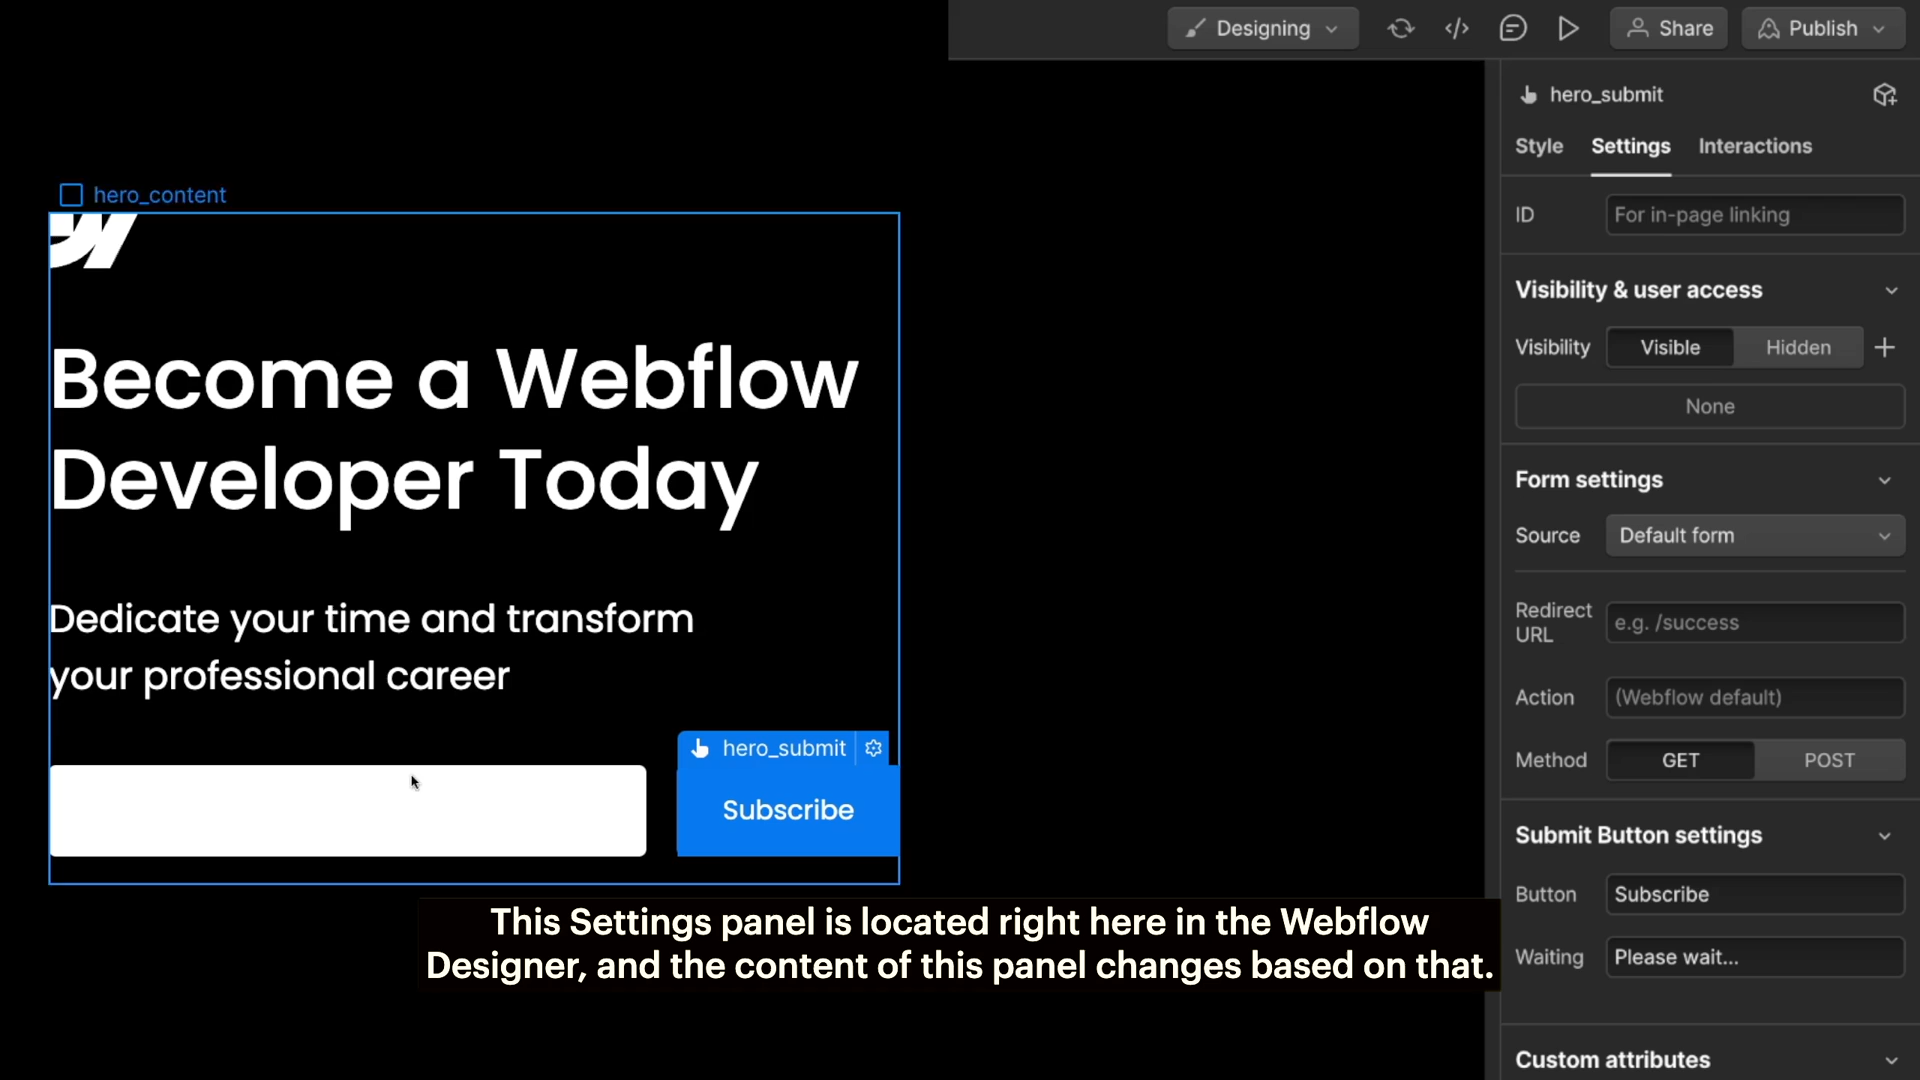 Designing
Share
Publish
hero_submit
Style Settings Interactions
ID For in-page linking
Visibility & user access
Visibility Visible Hidden
None
Form settings
Source Default form
Redirect URL e.g. /success
Action (Webflow default)
Method GET POST
Submit Button settings
Button Subscribe
Waiting Please wait...
Custom attributes
hero_content
Become a Webflow
Developer Today
Dedicate your time and transform
your professional career
hero_submit
Subscribe
This Settings panel is located right here in the Webflow
Designer, and the content of this panel changes based on that.